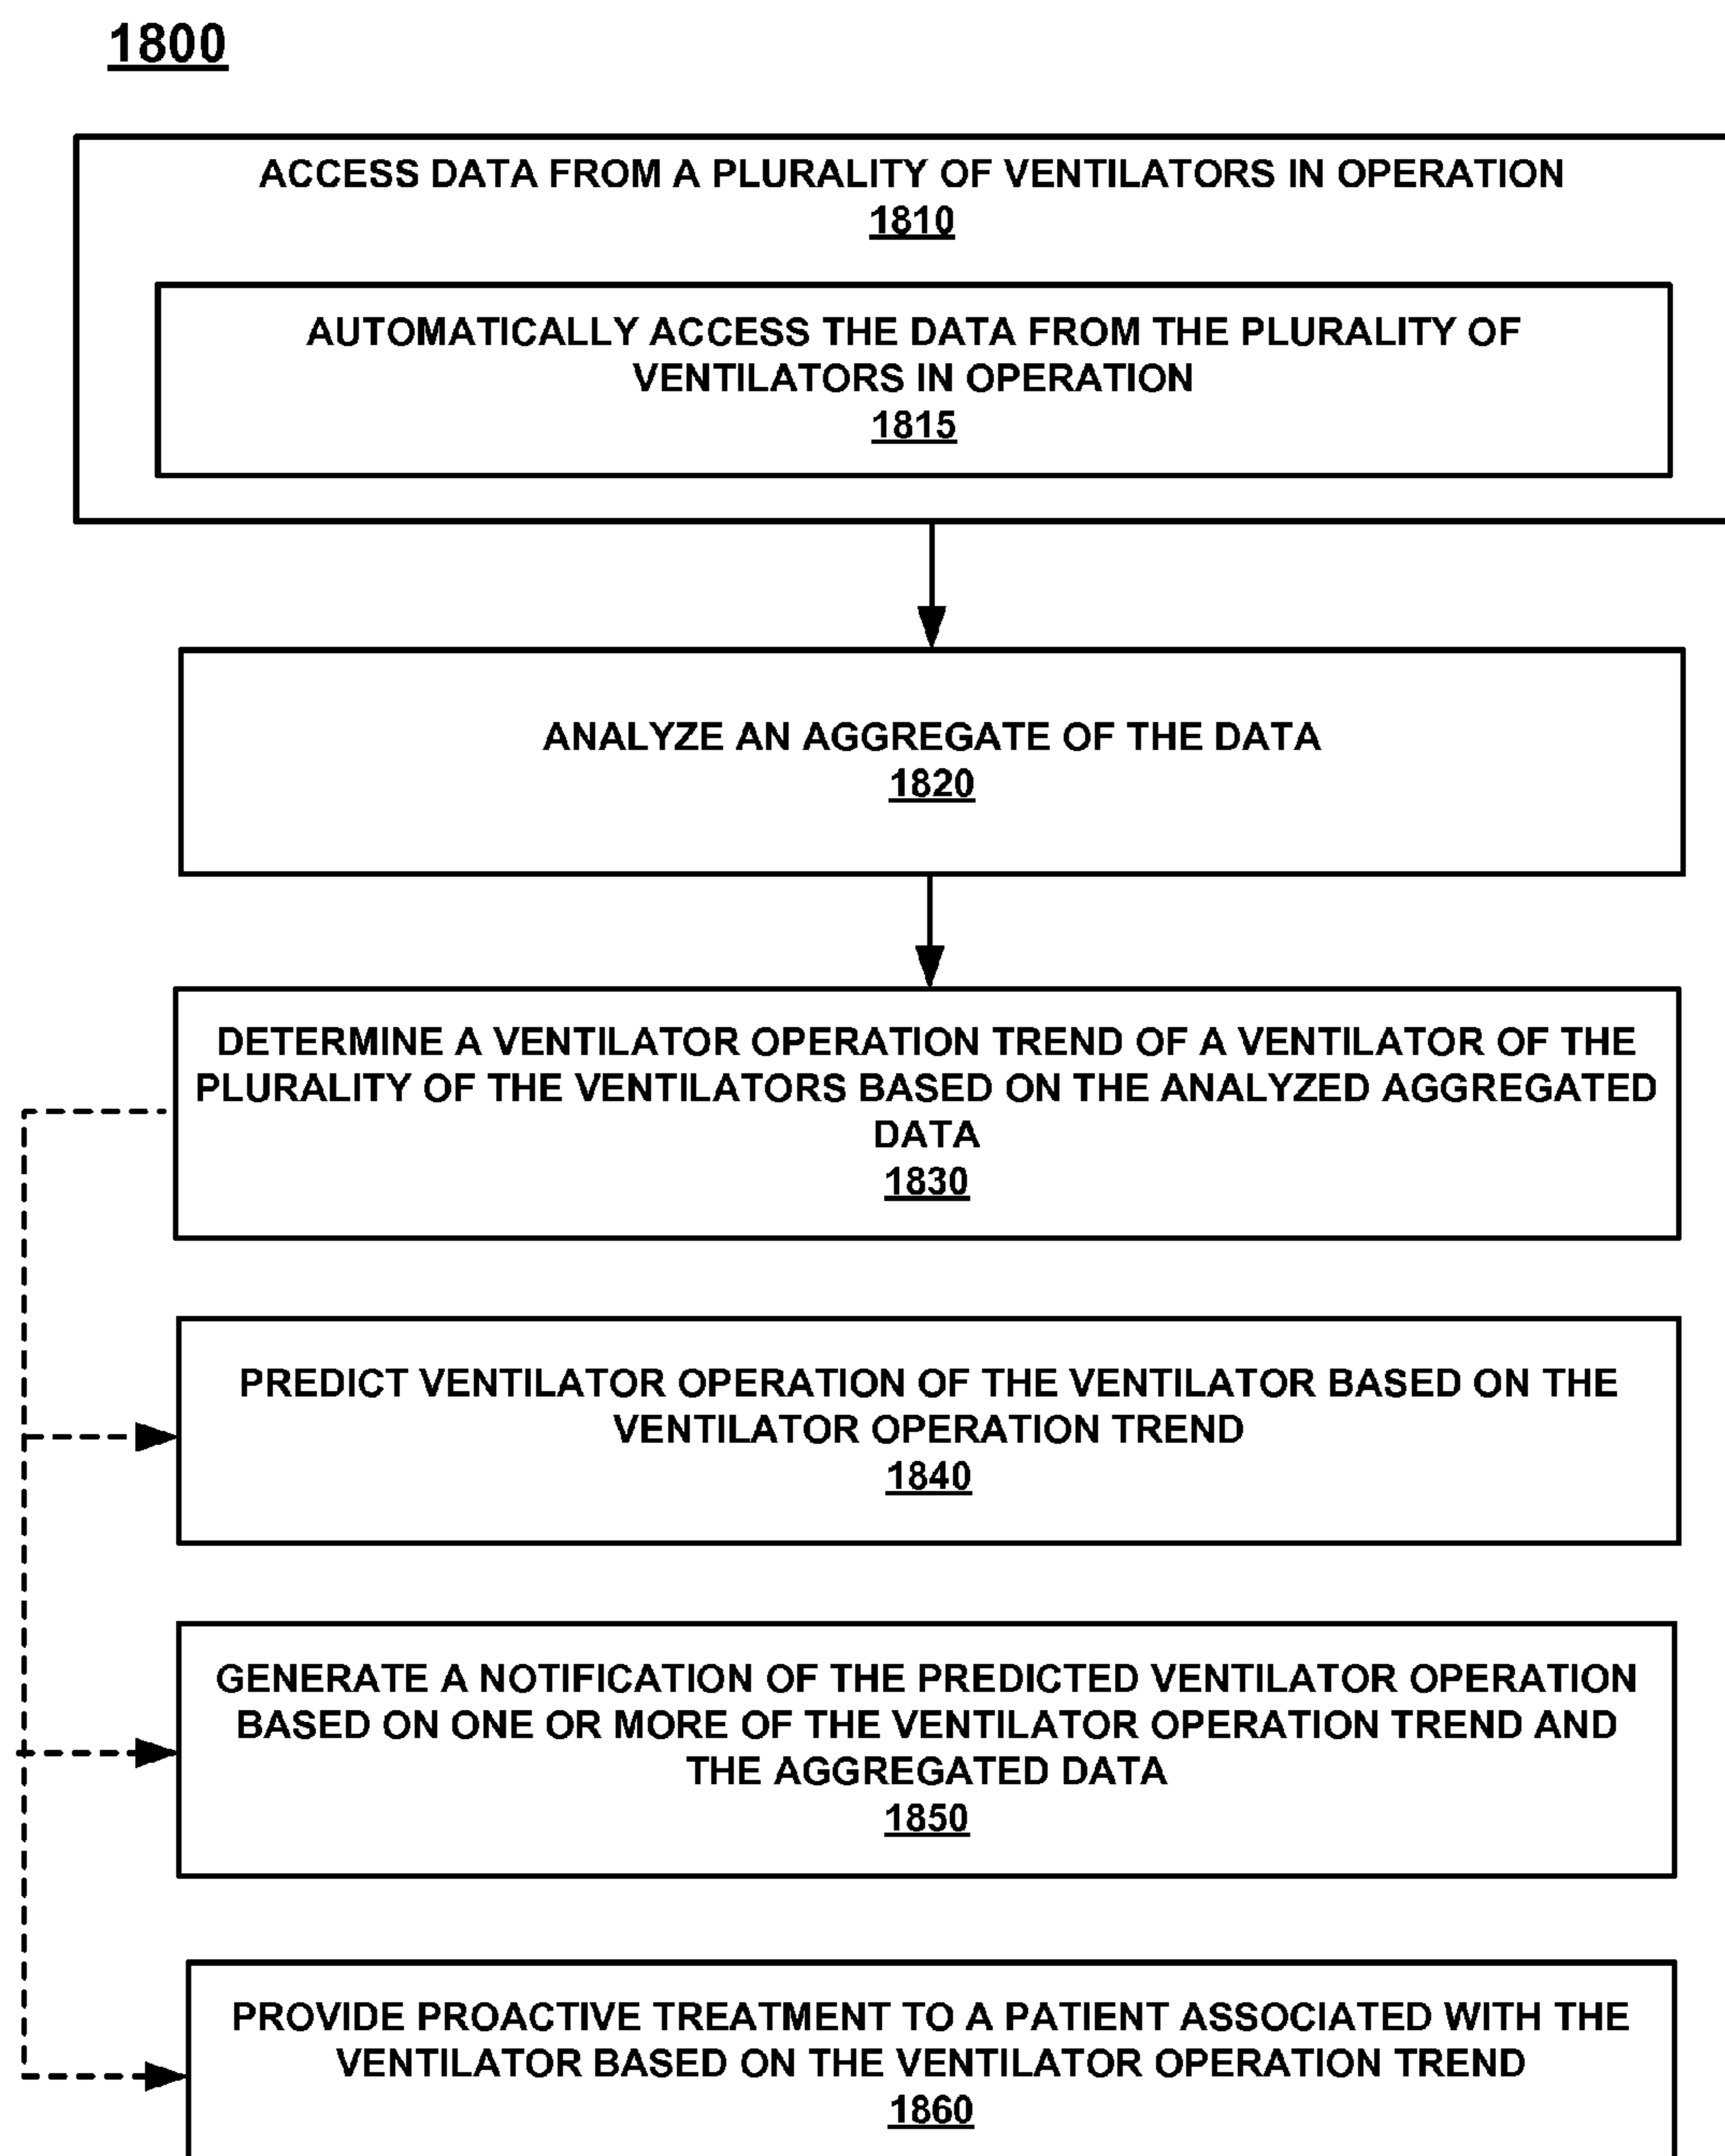 1800
ACCESS DATA FROM A PLURALITY OF VENTILATORS IN OPERATION
1810
AUTOMATICALLY ACCESS THE DATA FROM THE PLURALITY OF
VENTILATORS IN OPERATION
1815
ANALYZE AN AGGREGATE OF THE DATA
1820
DETERMINE A VENTILATOR OPERATION TREND OF A VENTILATOR OF THE
PLURALITY OF THE VENTILATORS BASED ON THE ANALYZED AGGREGATED
DATA
1830
PREDICT VENTILATOR OPERATION OF THE VENTILATOR BASED ON THE
VENTILATOR OPERATION TREND
1840
GENERATE A NOTIFICATION OF THE PREDICTED VENTILATOR OPERATION
BASED ON ONE OR MORE OF THE VENTILATOR OPERATION TREND AND
THE AGGREGATED DATA
1850
PROVIDE PROACTIVE TREATMENT TO A PATIENT ASSOCIATED WITH THE
VENTILATOR BASED ON THE VENTILATOR OPERATION TREND
1860